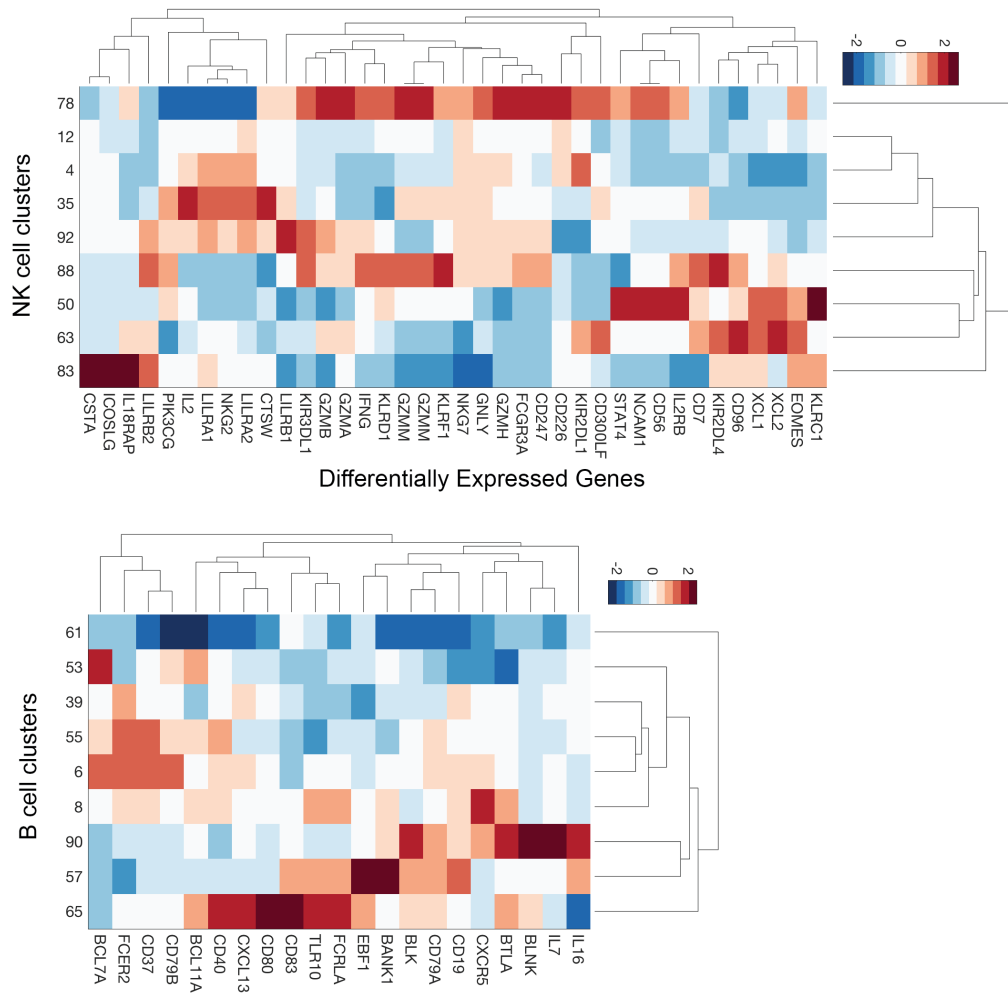 -2 0 2
NK cell clusters
78
12
4
35
92
88
50
63
83
CSTA
ICOSLG
IL18RAP
LILRB2
PIK3CG
IL2
LILRA1
NKG2
LILRA2
CTSW
LILRB1
KIR3DL1
GZMB
GZMA
IFNG
KLRD1
GZMM
GZMM
KLRF1
NKG7
GNLY
GZMH
FCGR3A
CD247
CD226
KIR2DL1
CD300LF
STAT4
NCAM1
CD56
IL2RB
CD7
KIR2DL4
CD96
XCL1
XCL2
EOMES
KLRC1
Differentially Expressed Genes
-2 0 2
B cell clusters
61
53
39
55
6
8
90
57
65
BCL7A
FCER2
CD37
CD79B
BCL11A
CD40
CXCL13
CD80
CD83
TLR10
FCRLA
EBF1
BANK1
BLK
CD79A
CD19
CXCR5
BTLA
BLNK
IL7
IL16